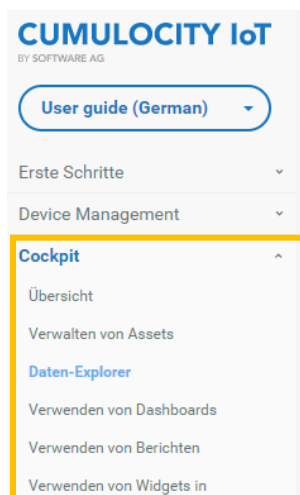 CUMULOCITY IoT
BY SOFTWARE AG
User guide (German)
Erste Schritte
Device Management
Cockpit
Übersicht
Verwalten von Assets
Daten-Explorer
Verwenden von Dashboards
Verwenden von Berichten
Verwenden von Widgets in